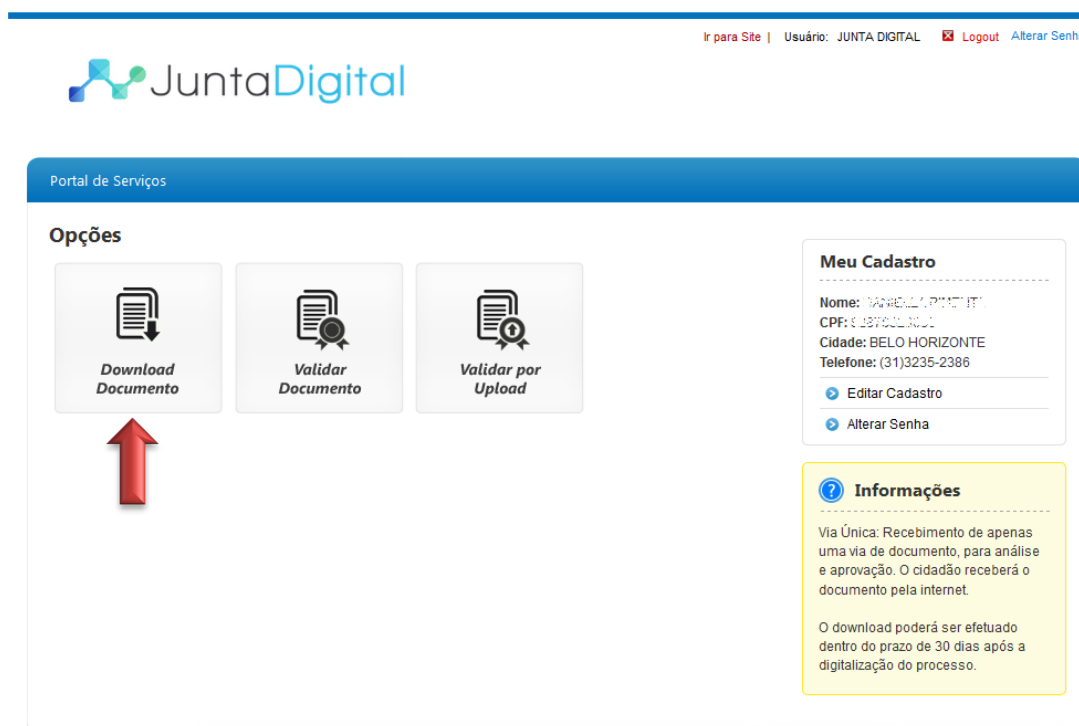 Ir para Site | Usuário: JUNTA DIGITAL Logout Alterar Senh
JuntaDigital
Portal de Serviços
Opções
Download
Documento
Validar
Documento
Validar por
Upload
Meu Cadastro
Nome:
CPF:
Cidade: BELO HORIZONTE
Telefone: (31)3235-2386
Editar Cadastro
Alterar Senha
? Informações
Via Única: Recebimento de apenas
uma via de documento, para análise
e aprovação. O cidadão receberá o
documento pela internet.
O download poderá ser efetuado
dentro do prazo de 30 dias após a
digitalização do processo.